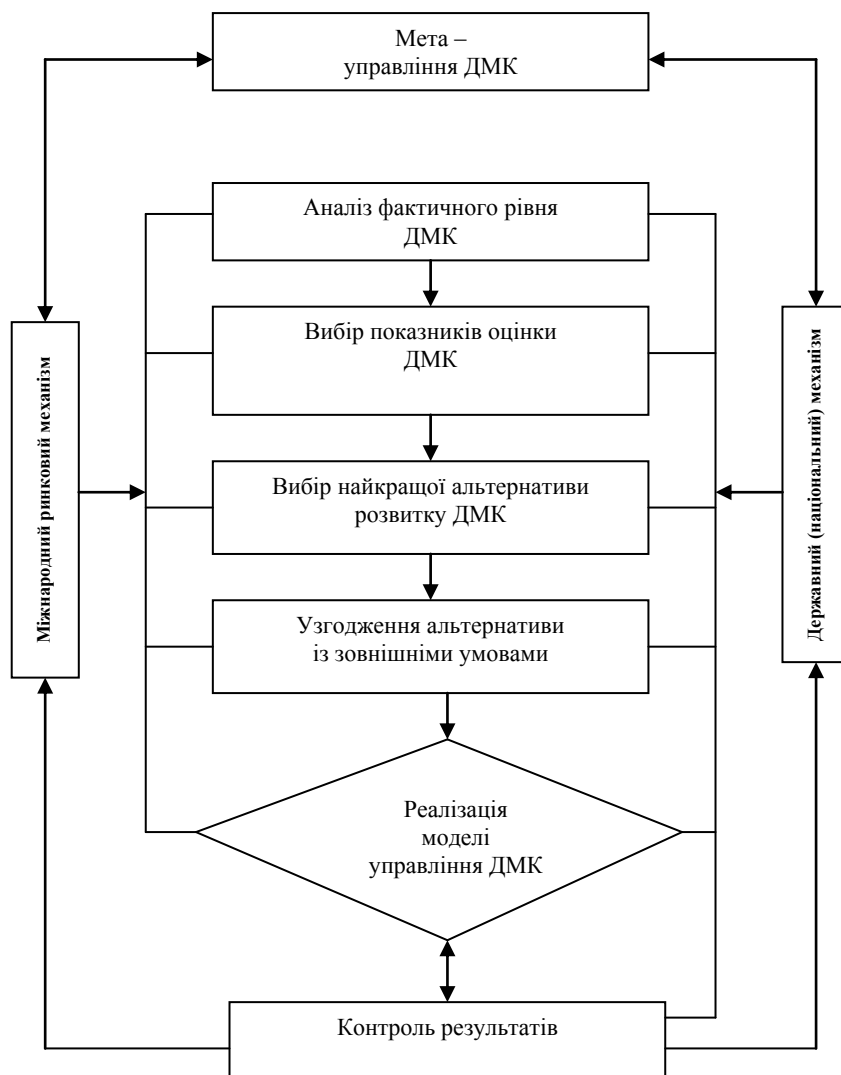 Мета –
управління ДМК
Аналіз фактичного рівня
ДМК
Вибір показників оцінки
ДМК
Міжнародний ринковий механізм
Державний (національний) механізм
Вибір найкращої альтернативи
розвитку ДМК
Узгодження альтернативи
із зовнішніми умовами
Реалізація
моделі
управління ДМК
Контроль результатів